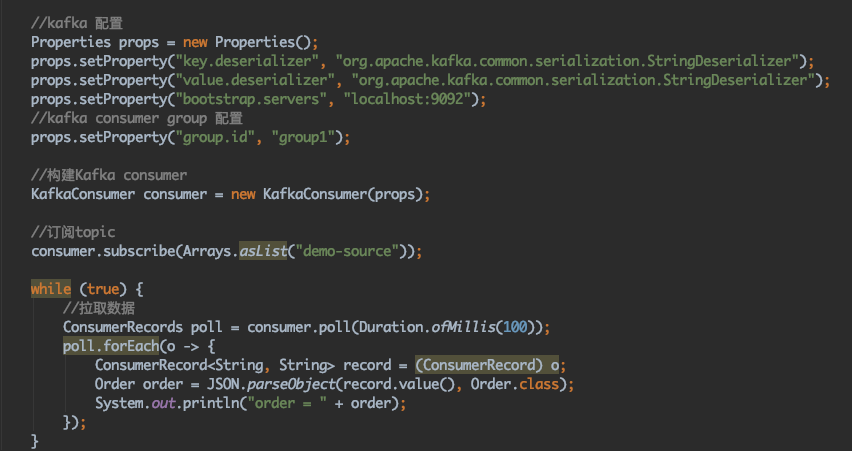 //kafka 配置
Properties props = new Properties();
props.setProperty("key.deserializer", "org.apache.kafka.common.serialization.StringDeserializer");
props.setProperty("value.deserializer", "org.apache.kafka.common.serialization.StringDeserializer");
props.setProperty("bootstrap.servers", "localhost:9092");
//kafka consumer group 配置
props.setProperty("group.id", "group1");
//构建Kafka consumer
KafkaConsumer consumer = new KafkaConsumer(props);
//订阅topic
consumer.subscribe(Arrays.asList("demo-source"));
while (true) {
//拉取数据
ConsumerRecords poll = consumer.poll(Duration.ofMillis(100));
poll.forEach(o -> {
ConsumerRecord<String, String> record = (ConsumerRecord) o;
Order order = JSON.parseObject(record.value(), Order.class);
System.out.println("order = " + order);
});
}